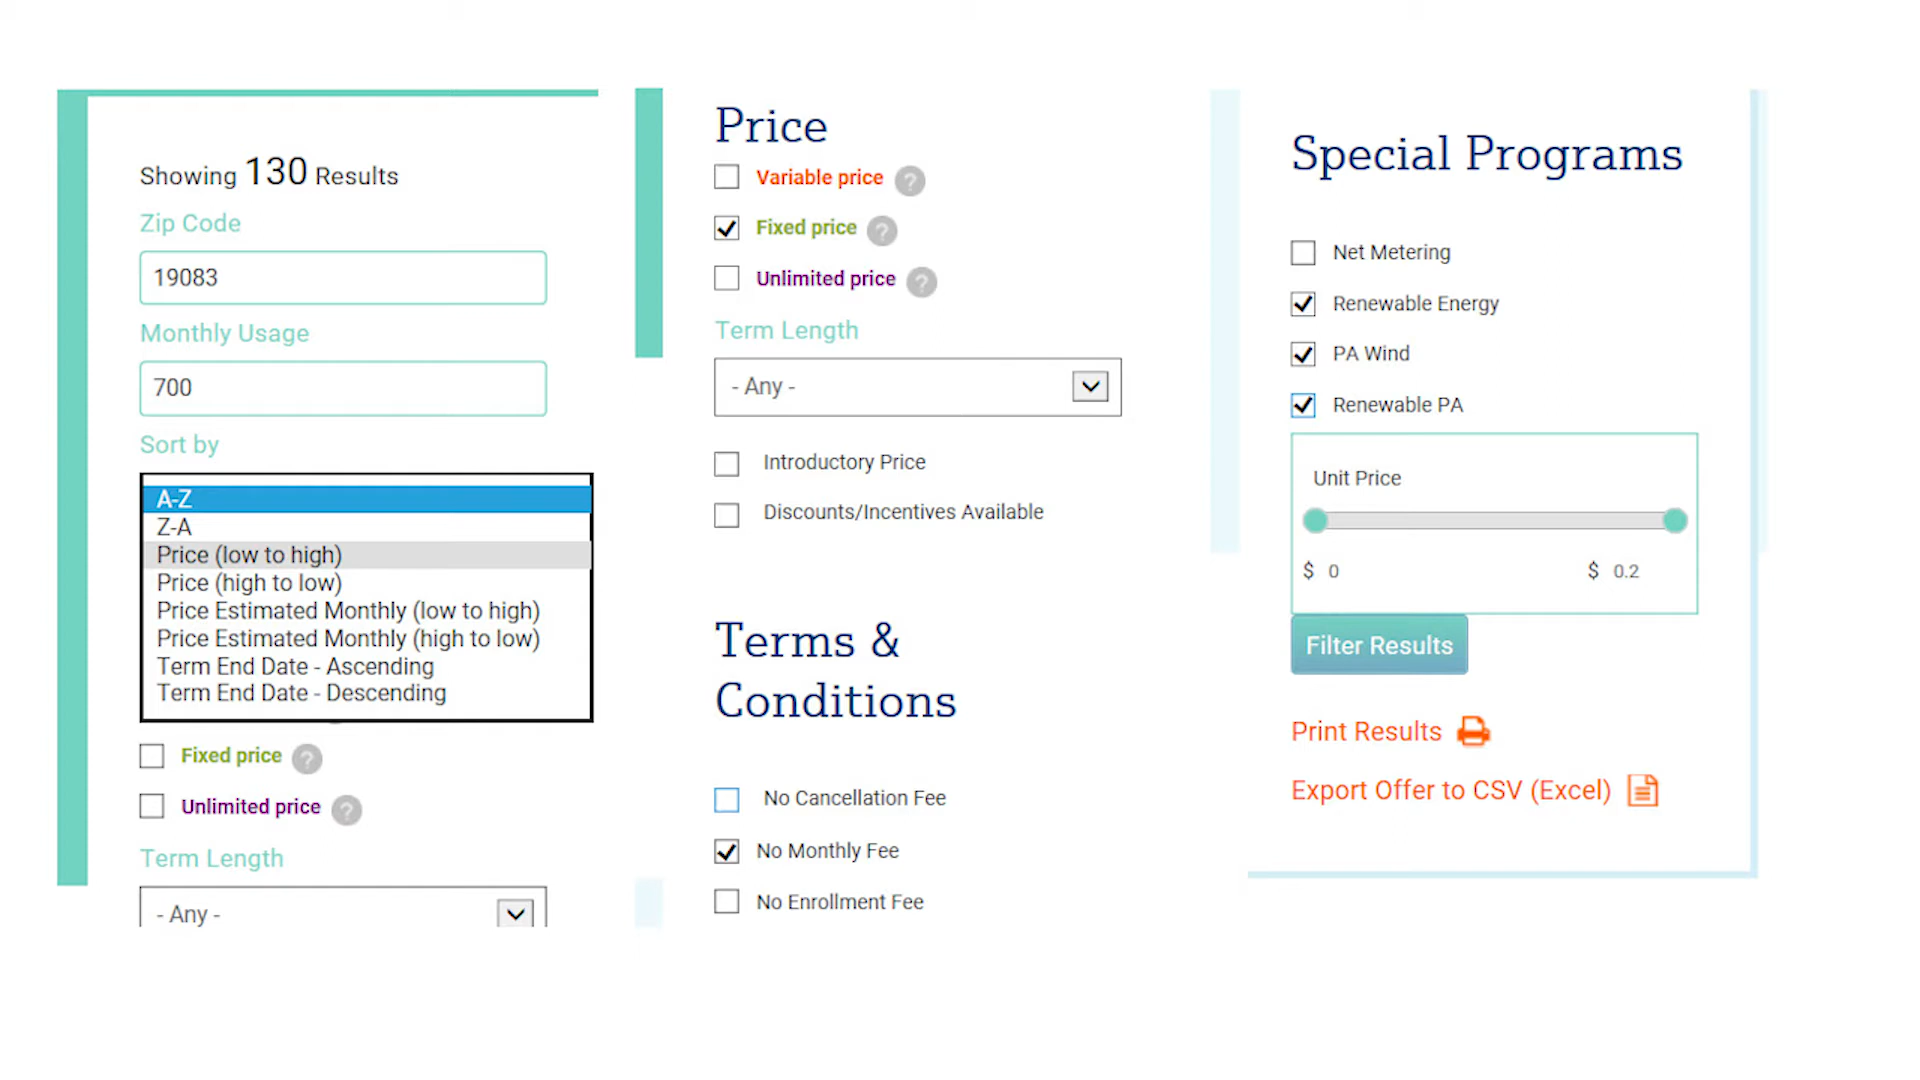 Showing 130 Results
Zip Code
19083
Monthly Usage
700
Sort by
A-Z
Z-A
Price (low to high)
Price (high to low)
Price Estimated Monthly (low to high)
Price Estimated Monthly (high to low)
Term End Date - Ascending
Term End Date - Descending
Fixed price ?
Unlimited price ?
Term Length
- Any -
Price
Variable price ?
Fixed price ?
Unlimited price ?
Term Length
- Any -
Introductory Price
Discounts/Incentives Available
Terms &
Conditions
No Cancellation Fee
No Monthly Fee
No Enrollment Fee
Special Programs
Net Metering
Renewable Energy
PA Wind
Renewable PA
Unit Price
$ 0 $ 0.2
Filter Results
Print Results
Export Offer to CSV (Excel)